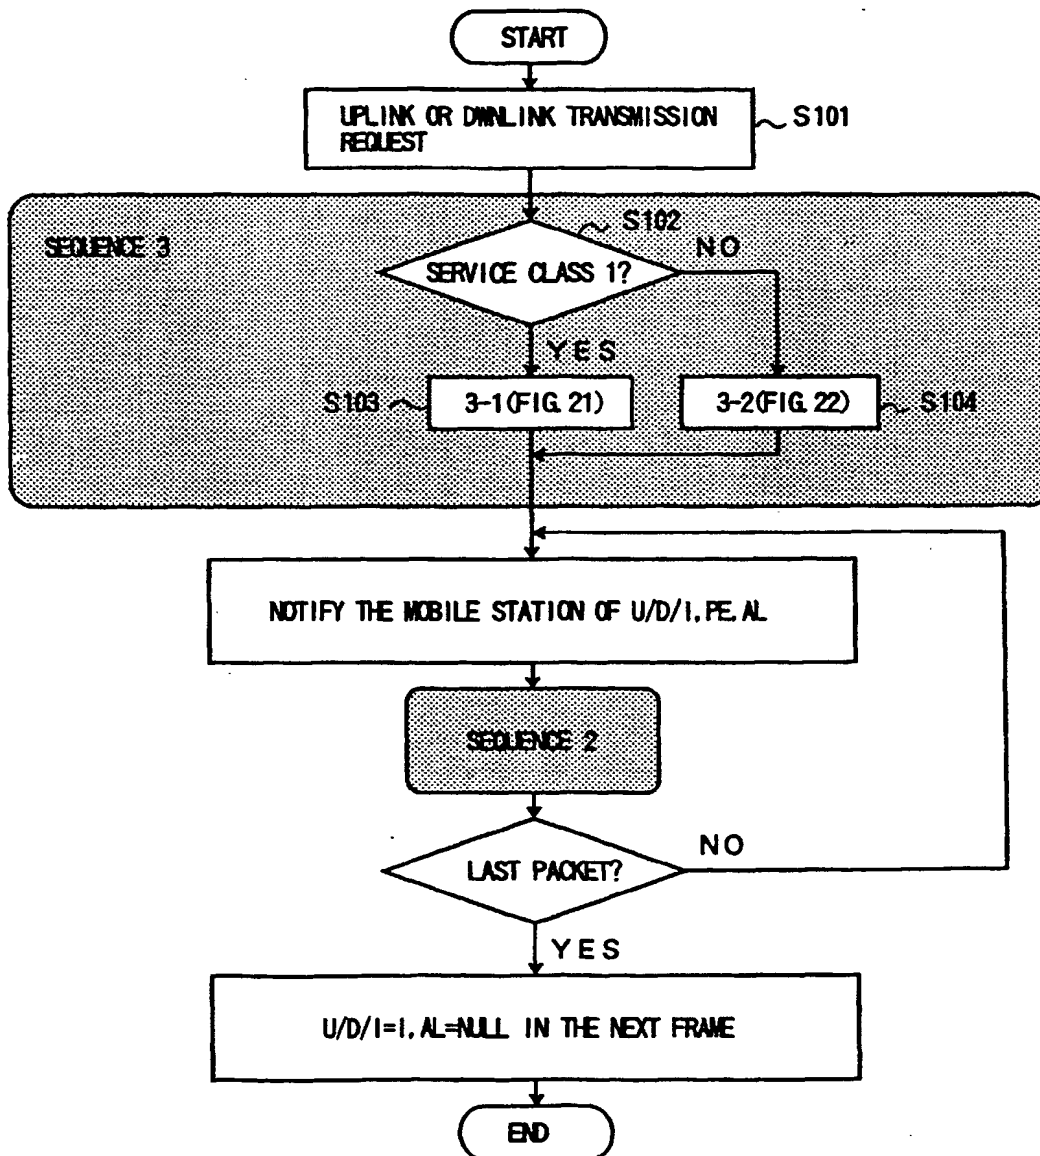 START
UPLINK OR DWNLINK TRANSMISSION
REQUEST
S101
SEQUENCE 3
S102
SERVICE CLASS 1?
NO
YES
S103
3-1(FIG. 21)
3-2(FIG. 22)
S104
NOTIFY THE MOBILE STATION OF U/D/I. PE. AL
SEQUENCE 2
LAST PACKET?
NO
YES
U/D/I=I. AL=NULL IN THE NEXT FRAME
END